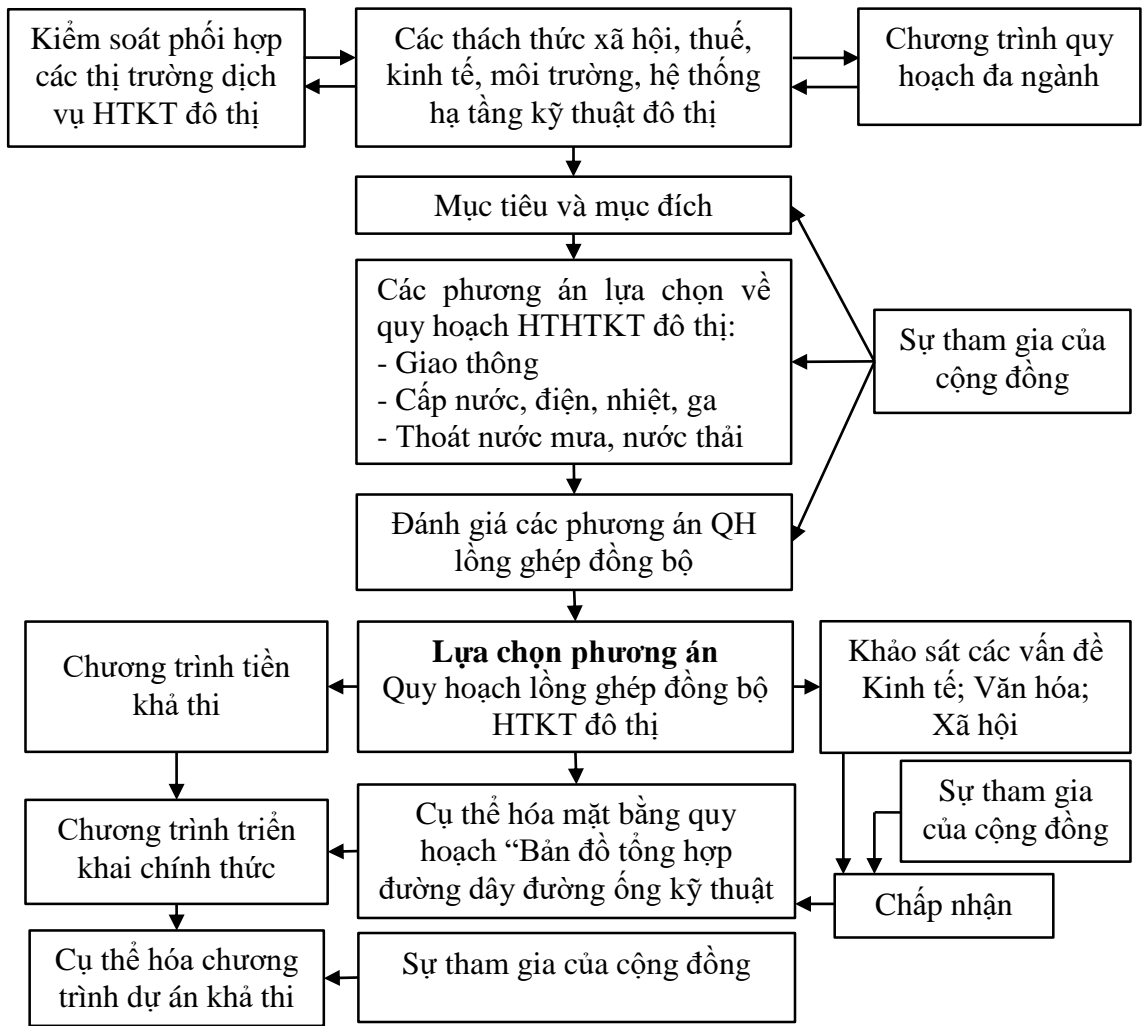 Kiểm soát phối hợp
các thị trường dịch
vụ HTKT đô thị
Các thách thức xã hội, thuế,
kinh tế, môi trường, hệ thống
hạ tầng kỹ thuật đô thị
Chương trình quy
hoạch đa ngành
Mục tiêu và mục đích
Các phương án lựa chọn về
quy hoạch HTHTKT đô thị:
- Giao thông
- Cấp nước, điện, nhiệt, ga
- Thoát nước mưa, nước thải
Sự tham gia của
cộng đồng
Đánh giá các phương án QH
lồng ghép đồng bộ
Chương trình tiền
khả thi
Lựa chọn phương án
Quy hoạch lồng ghép đồng bộ
HTKT đô thị
Khảo sát các vấn đề
Kinh tế; Văn hóa;
Xã hội
Sự tham gia
của cộng đồng
Chương trình triển
khai chính thức
Cụ thể hóa mặt bằng quy
hoạch “Bản đồ tổng hợp
đường dây đường ống kỹ thuật
Chấp nhận
Cụ thể hóa chương
trình dự án khả thi
Sự tham gia của cộng đồng